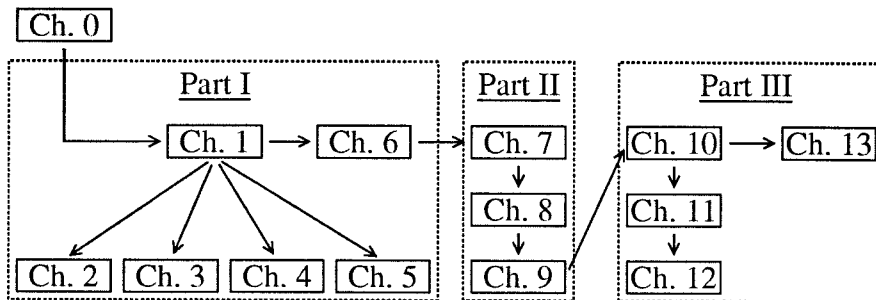 Ch. 0
Part I
Part II
Part III
Ch. 1
Ch. 6
Ch. 7
Ch. 10
Ch. 13
Ch. 8
Ch. 11
Ch. 2
Ch. 3
Ch. 4
Ch. 5
Ch. 9
Ch. 12